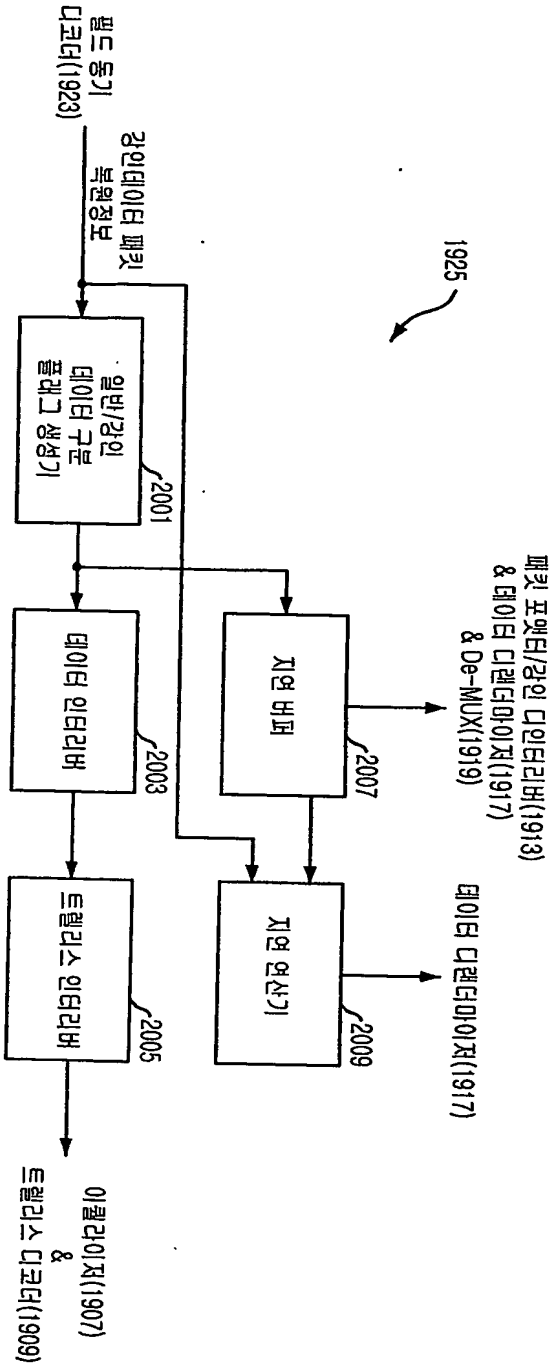 1925
필드 동기
디코더(1923)
강인데이터 패킷
복원정보
일반/강인
데이터 구분
플래그 생성기
2001
데이터 인터리버
2003
트렐리스 인터리버
2005
이퀄라이저(1907)
&
트렐리스 디코더(1909)
지연 버퍼
2007
패킷 포맷터/강인 디인터리버(1913)
& 데이터 디랜더마이저(1917)
& De-MUX(1919)
지연 연산기
2009
데이터 디랜더마이저(1917)